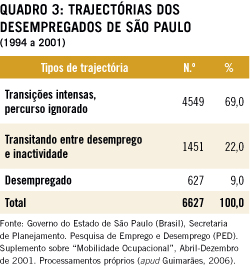 QUADRO 3: TRAJECTÓRIAS DOS
DESEMPREGADOS DE SÃO PAULO
(1994 a 2001)
Tipos de trajectória N.º %
Transições intensas,
percurso ignorado 4549 69,0
Transitando entre desemprego
e inactividade 1451 22,0
Desempregado 627 9,0
Total 6627 100,0
Fonte: Governo do Estado de São Paulo (Brasil), Secretaria
de Planejamento. Pesquisa de Emprego e Desemprego (PED).
Suplemento sobre “Mobilidade Ocupacional”, Abril-Dezembro
de 2001. Processamentos próprios (apud Guimarães, 2006).